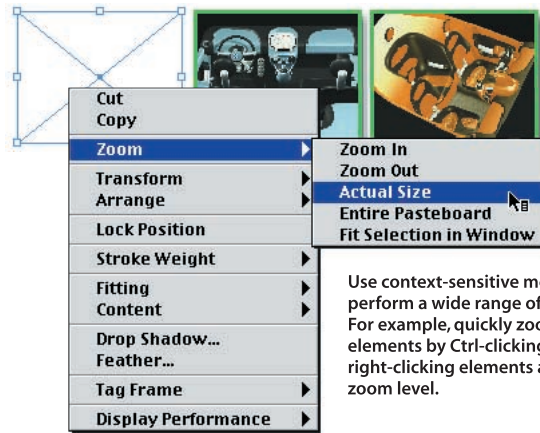 Cut
Copy
Zoom
Transform
Arrange
Lock Position
Stroke Weight
Fitting
Content
Drop Shadow...
Feather...
Tag Frame
Display Performance
Zoom In
Zoom Out
Actual Size
Entire Pasteboard
Fit Selection in Window
Use context-sensitive
perform a wide range of
For example, quickly
elements by Ctrl-clicking
right-clicking elements
zoom level.